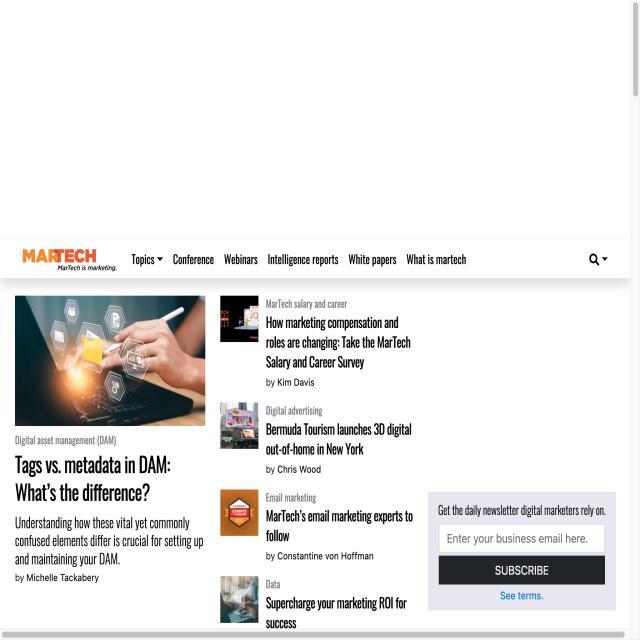 MARTECH
MarTech is marketing.
Topics
Conference
Webinars
Intelligence reports
White papers
What is martech
Digital asset management (DAM)
Tags vs. metadata in DAM:
What's the difference?
Understanding how these vital yet commonly
confused elements differ is crucial for setting up
and maintaining your DAM.
by Michelle Tackabery
MarTech salary and career
How marketing compensation and
roles are changing: Take the MarTech
Salary and Career Survey
by Kim Davis
Digital advertising
Bermuda Tourism launches 3D digital
out-of-home in New York
by Chris Wood
Email marketing
MarTech's email marketing experts to
follow
by Constantine von Hoffman
Data
Supercharge your marketing ROI for
success
Get the daily newsletter digital marketers rely on.
Enter your business email here.
SUBSCRIBE
See terms.